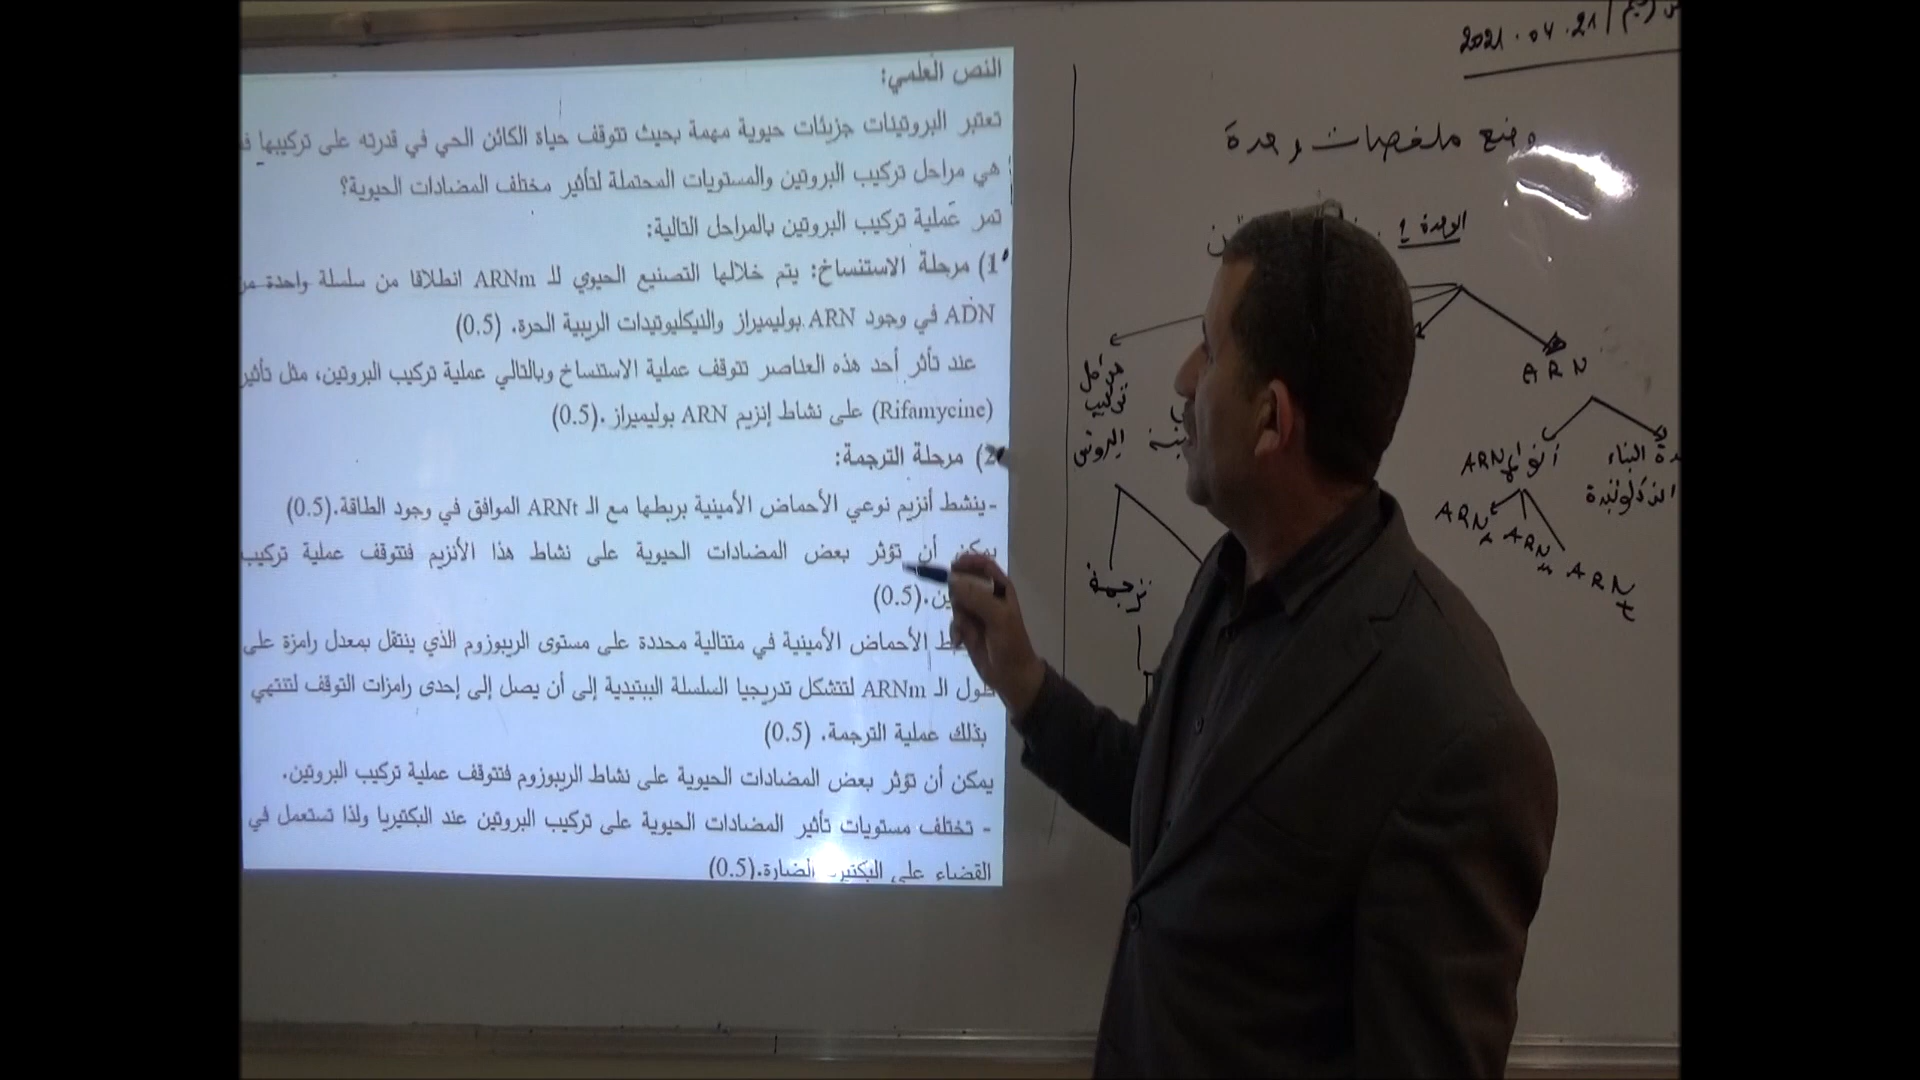 النص العلمي:
تعتبر البروتينات جزيئات حيوية مهمة بحيث تتوقف حياة الكائن الحي في قدرته على تركيبها
هي مراحل تركيب البروتين والمستويات المحتملة لتأثير مختلف المضادات الحيوية؟
تمر عملية تركيب البروتين بالمراحل التالية:
1) مرحلة الاستنساخ: يتم خلالها التصنيع الحيوي للـ ARNm انطلاقا من سلسلة واحدة من
ADN في وجود ARN بوليميراز والنيكليوتيدات الريبية الحرة. (0.5)
عند تأثر أحد هذه العناصر تتوقف عملية الاستنساخ وبالتالي عملية تركيب البروتين، مثل تأثير
(Rifamycine) على نشاط إنزيم ARN بوليميراز .(0.5)
2) مرحلة الترجمة:
-ينشط أنزيم نوعي الأحماض الأمينية بربطها مع الـ ARNt الموافق في وجود الطاقة.(0.5)
يمكن أن تؤثر بعض المضادات الحيوية على نشاط هذا الأنزيم فتتوقف عملية تركيب
(0.5)
الأحماض الأمينية في متتالية محددة على مستوى الريبوزوم الذي ينتقل بمعدل رامزة على
طول الـ ARNm لتتشكل تدريجيا السلسلة الببتيدية إلى أن يصل إلى إحدى رامزات التوقف لتنتهي
بذلك عملية الترجمة. (0.5)
يمكن أن تؤثر بعض المضادات الحيوية على نشاط الريبوزوم فتتوقف عملية تركيب البروتين.
- تختلف مستويات تأثير المضادات الحيوية على تركيب البروتين عند البكتيريا ولذا تستعمل في
القضاء على البكتيريا الضارة.(0.5)
2021.04.21
وضع ملخصات وحدة
الوحدة 1
ARN
البناء
أنواع ARN
ARNm
ARNt
ترجمة